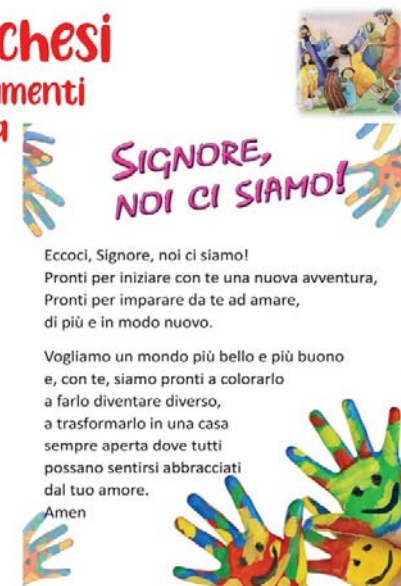 chesi
menti
a
SIGNORE,
NOI CI SIAMO!
Eccoci, Signore, noi ci siamo!
Pronti per iniziare con te una nuova avventura,
Pronti per imparare da te ad amare,
di più e in modo nuovo.
Vogliamo un mondo più bello e più buono
e, con te, siamo pronti a colorarlo
a farlo diventare diverso,
a trasformarlo in una casa
sempre aperta dove tutti
possano sentirsi abbracciati
dal tuo amore.
Amen